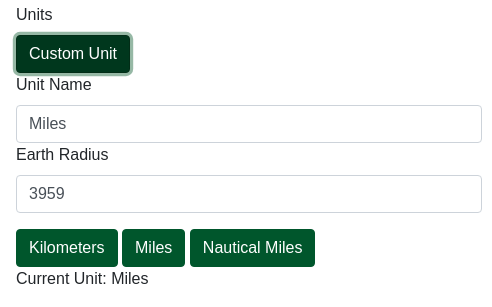 Units
Custom Unit
Unit Name
Miles
Earth Radius
3959
Kilometers Miles Nautical Miles
Current Unit: Miles